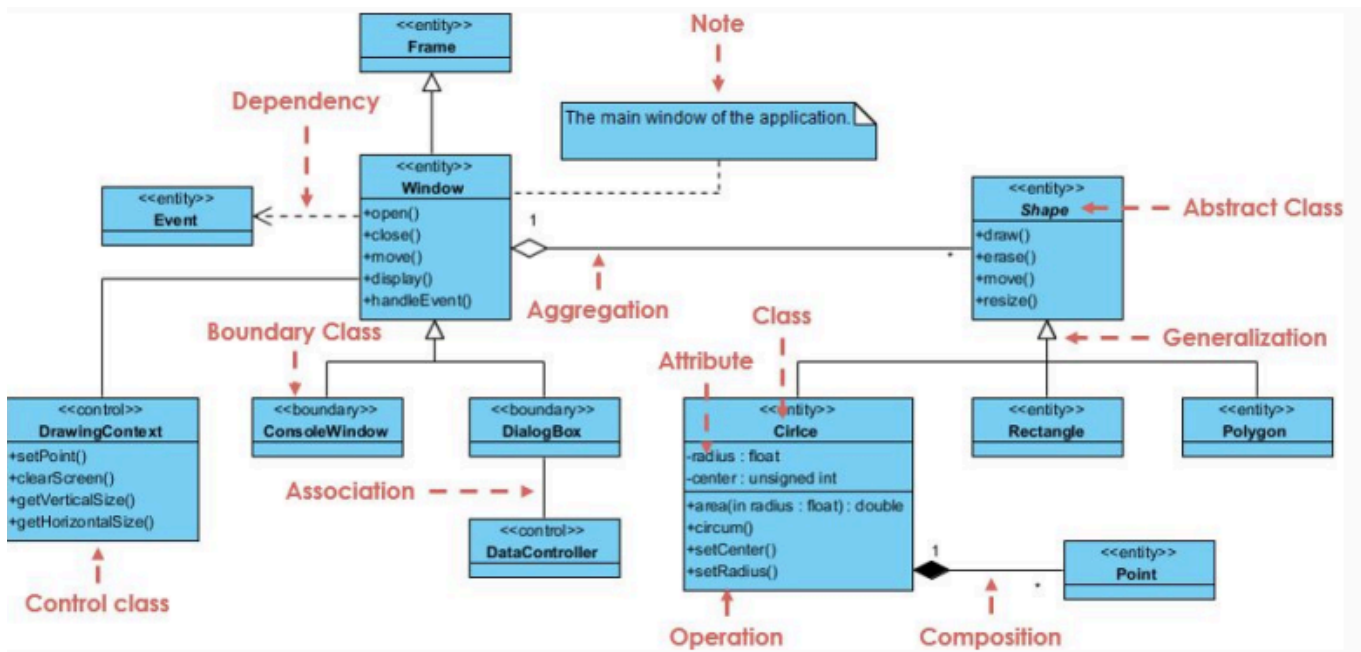 <<entity>>
Frame
Note
Dependency
The main window of the application.
<<entity>>
Window
+open()
+close()
+move()
+display()
+handleEvent()
<<entity>>
Event
1
*
Aggregation
<<entity>>
Shape
+draw()
+erase()
+move()
+resize()
Abstract Class
Generalization
Boundary Class
Class
Attribute
<<control>>
DrawingContext
+setPoint()
+clearScreen()
+getVerticalSize()
+getHorizontalSize()
<<boundary>>
ConsoleWindow
<<boundary>>
DialogBox
<<entity>>
Cirlce
-radius : float
-center : unsigned int
+area(in radius : float) : double
+circum()
+setCenter()
+setRadius()
<<entity>>
Rectangle
<<entity>>
Polygon
Association
<<control>>
DataController
1
*
<<entity>>
Point
Control class
Operation
Composition